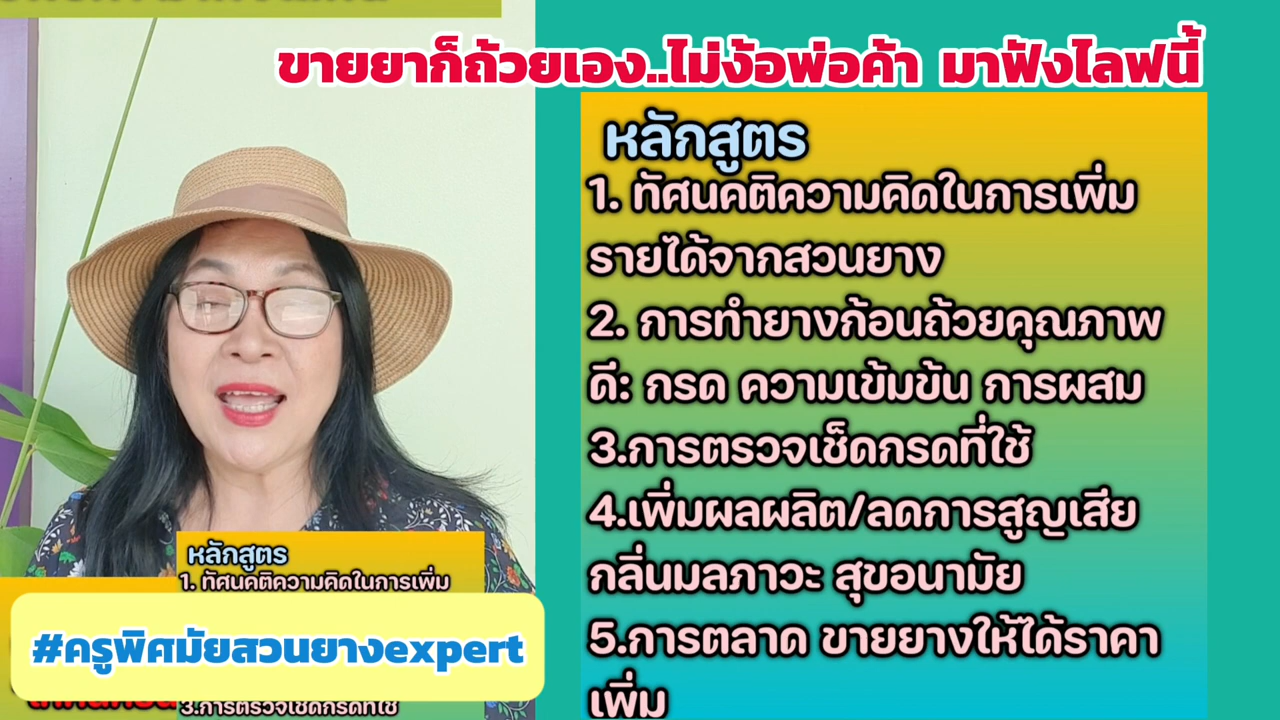 ขายยาก็ถ้วยเอง..ไม่ง้อพ่อค้า มาฟังไลฟนี้
หลักสูตร
1. ทัศนคติความคิดในการเพิ่ม
รายได้จากสวนยาง
2. การทำยางก้อนถ้วยคุณภาพ
ดี: กรด ความเข้มข้น การผสม
3.การตรวจเช็ดกรดที่ใช้
4.เพิ่มผลผลิต/ลดการสูญเสีย
กลิ่นมลภาวะ สุขอนามัย
5.การตลาด ขายยางให้ได้ราคา
เพิ่ม
หลักสูตร
1. ทัศนคติความคิดในการเพิ่ม
#ครูพิศมัยสวนยางexpert
3.การตรวจเช็ดกรดที่ใช้